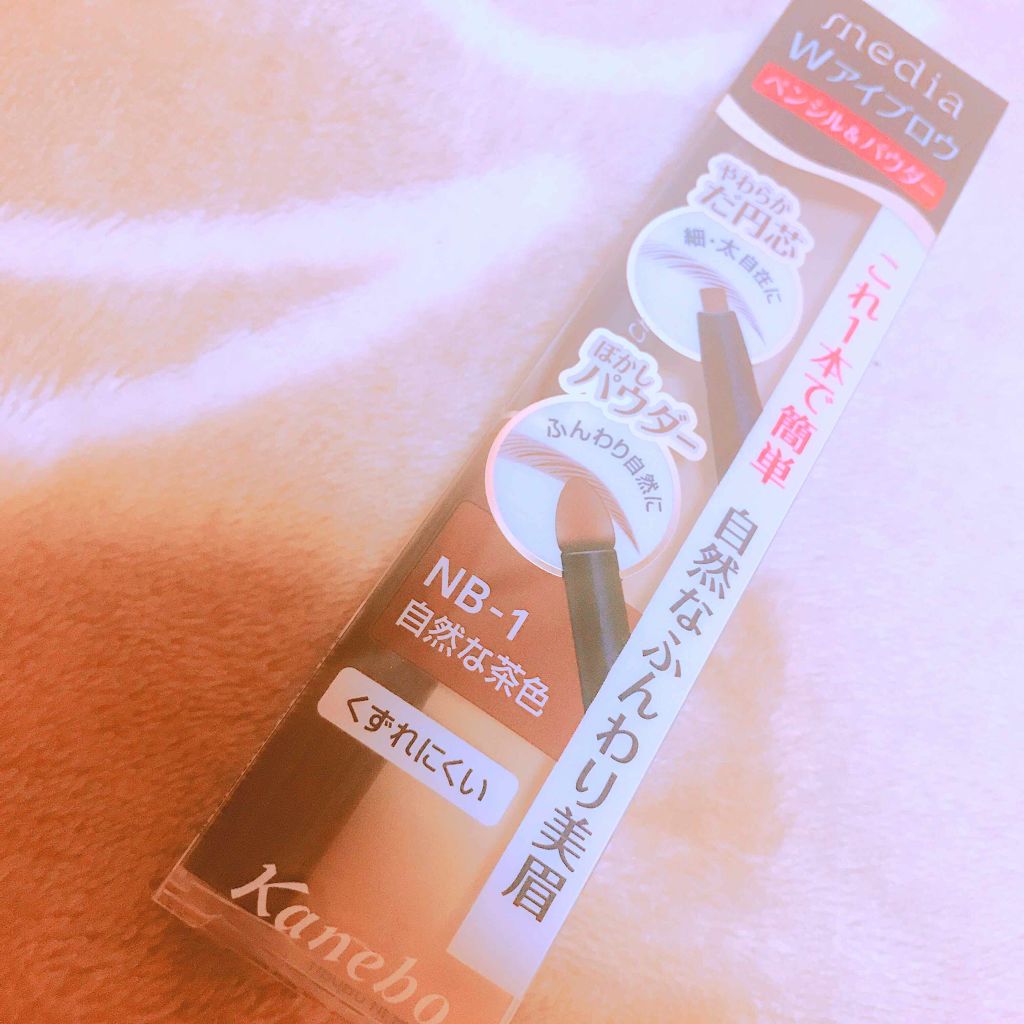 media
Wアイブロウ
ペンシル&パウダー
やわらか
だ円芯
細・太自在に
ぼかし
パウダー
ふんわり自然に
これ1本で簡単 自然なふんわり美眉
NB-1
自然な茶色
くずれにくい
Kanebo